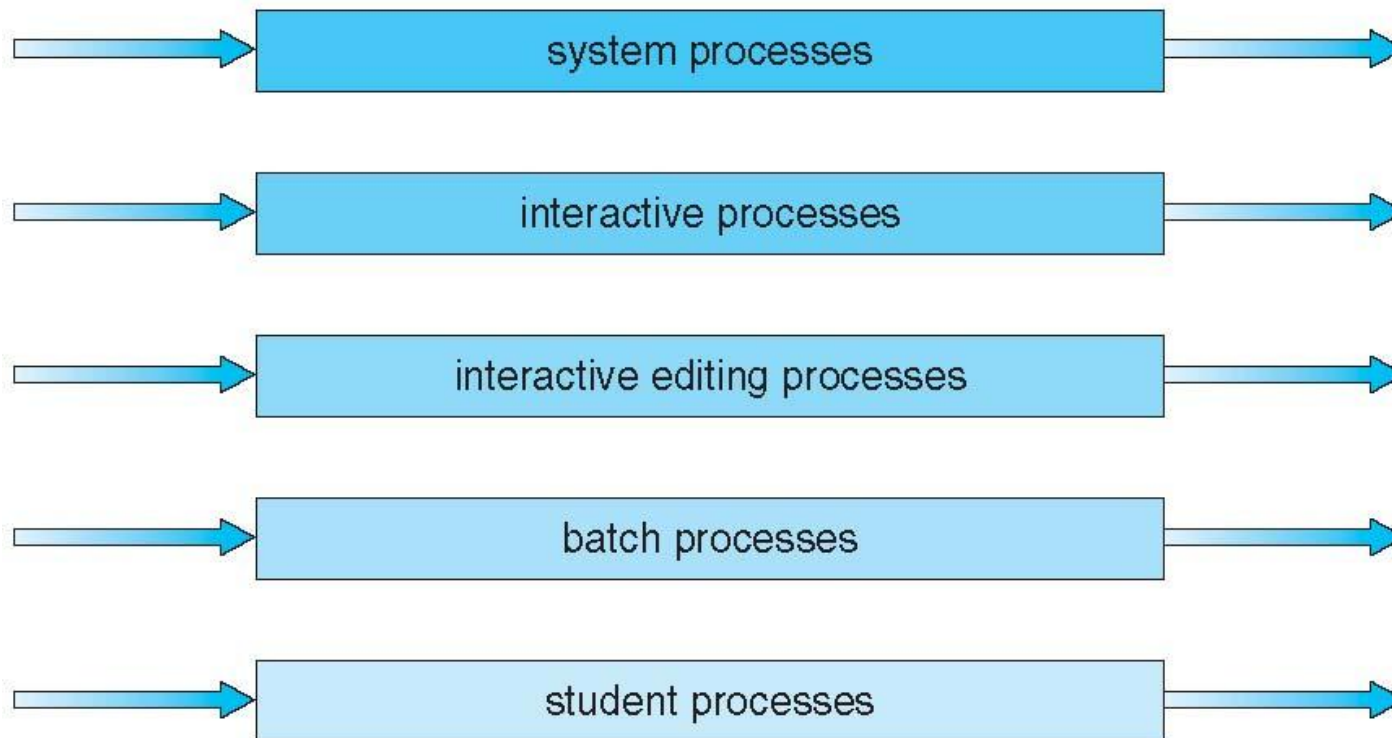 system processes
interactive processes
interactive editing processes
batch processes
student processes